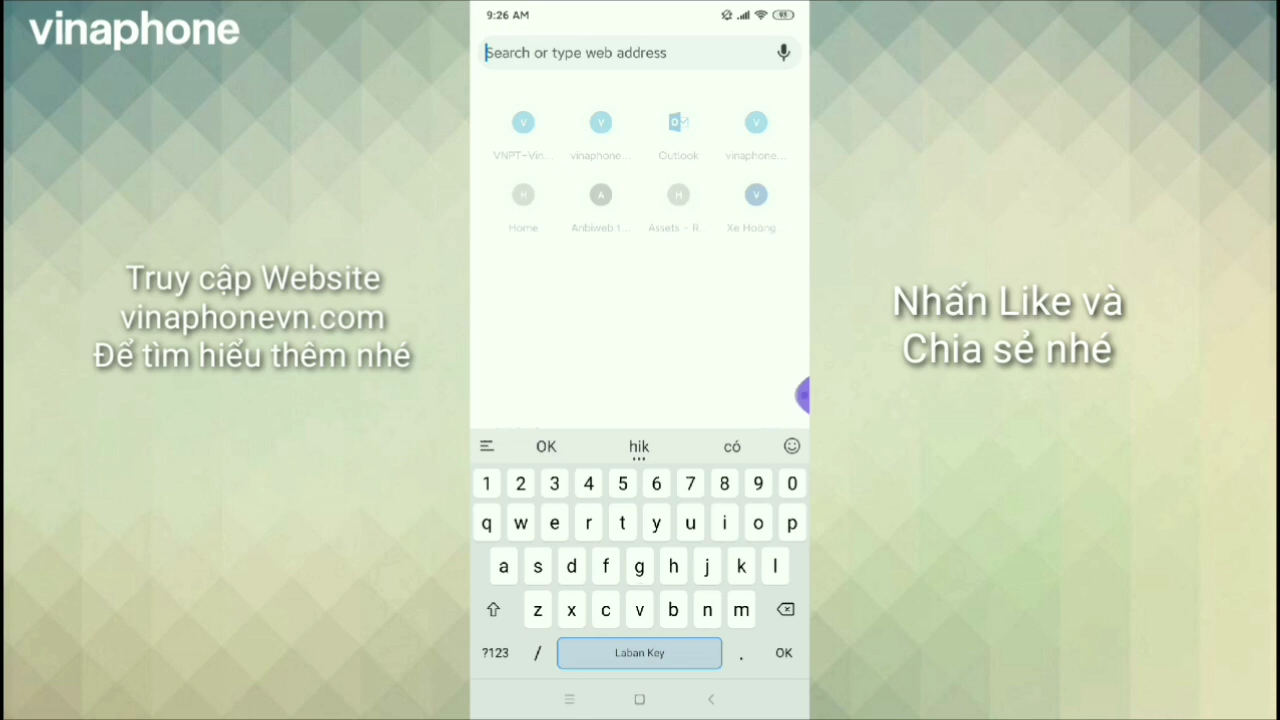 vinaphone
Truy cập Website
vinaphonevn.com
Để tìm hiểu thêm nhé
9:26 AM
93
Search or type web address
V V V
VNPT-Vin... vinaphone... Outlook vinaphone...
H A H V
Home Anbiweb t... Assets - R... Xe Hoàng...
OK hik có
1 2 3 4 5 6 7 8 9 0
q w e r t y u i o p
a s d f g h j k l
z x c v b n m
?123 / Laban Key . OK
Nhấn Like và
Chia sẻ nhé